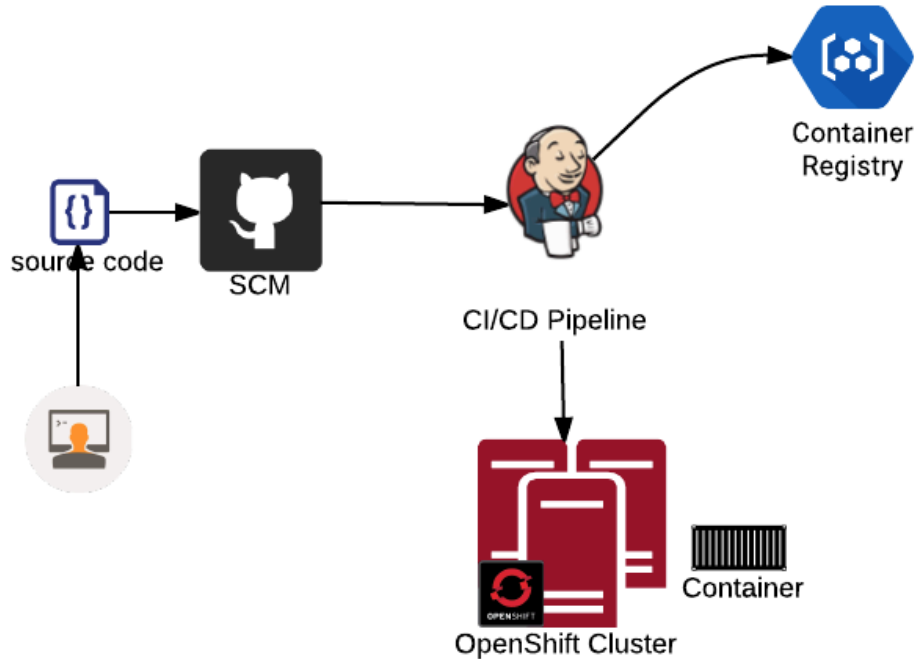 Container
Registry
source code
SCM
CI/CD Pipeline
OPENSHIFT
Container
OpenShift Cluster